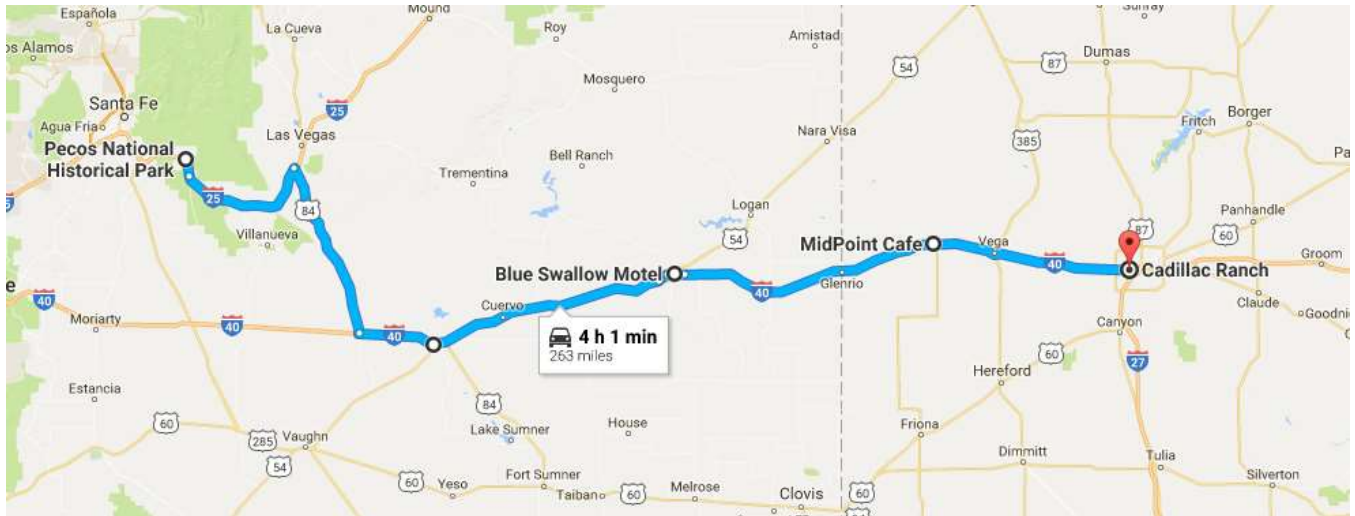 Mound
Sunray
Española
La Cueva
Roy
Amistad
os Alamos
54
87
Dumas
Mosquero
Santa Fe
25
Fritch
Borger
Agua Fria
Las Vegas
Nara Visa
385
Pecos National
Historical Park
Bell Ranch
Pa
Trementina
25
84
Logan
Panhandle
Villanueva
54
MidPoint Cafe
Vega
87
60
Blue Swallow Motel
40
Glenrio
40
Cadillac Ranch
Groom
e
40
Cuervo
Claude
Moriarty
40
40
4 h 1 min
263 miles
Canyon
Goodni
60
27
Hereford
Estancia
84
60
285
Vaughn
Lake Sumner
House
Friona
54
Dimmitt
Tulia
60
Yeso
Fort Sumner
Taiban
60
Melrose
Clovis
60
Silverton